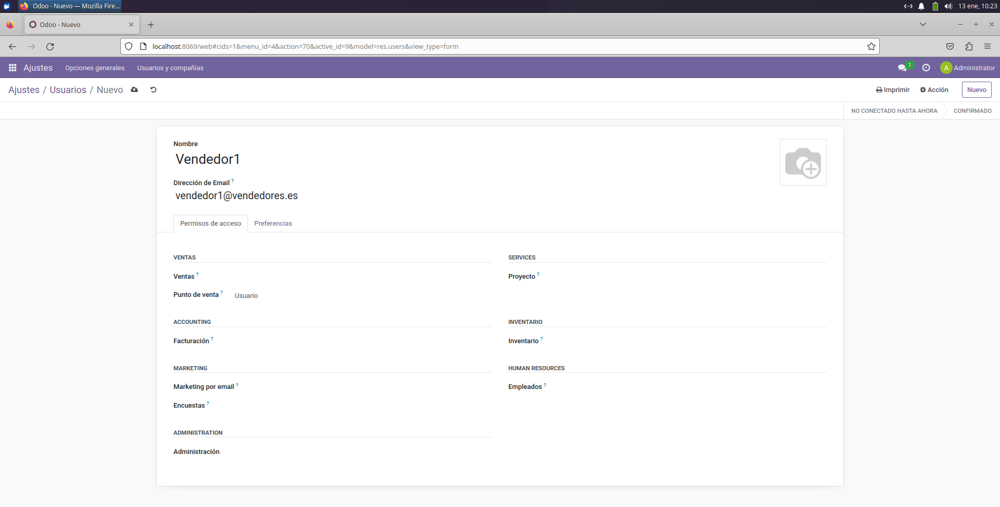 Odoo - Nuevo — Mozilla Fire...
13 ene, 10:23
Odoo - Nuevo
localhost:8069/web#cids=1&menu_id=4&action=70&active_id=9&model=res.users&view_type=form
Ajustes Opciones generales Usuarios y compañías 1 A Administrator
Ajustes / Usuarios / Nuevo Imprimir Acción Nuevo
NO CONECTADO HASTA AHORA CONFIRMADO
Nombre
Vendedor1
Dirección de Email ?
vendedor1@vendedores.es
Permisos de acceso Preferencias
VENTAS SERVICES
Ventas ? Proyecto ?
Punto de venta ? Usuario
ACCOUNTING INVENTARIO
Facturación ? Inventario ?
MARKETING HUMAN RESOURCES
Marketing por email ? Empleados ?
Encuestas ?
ADMINISTRATION
Administración